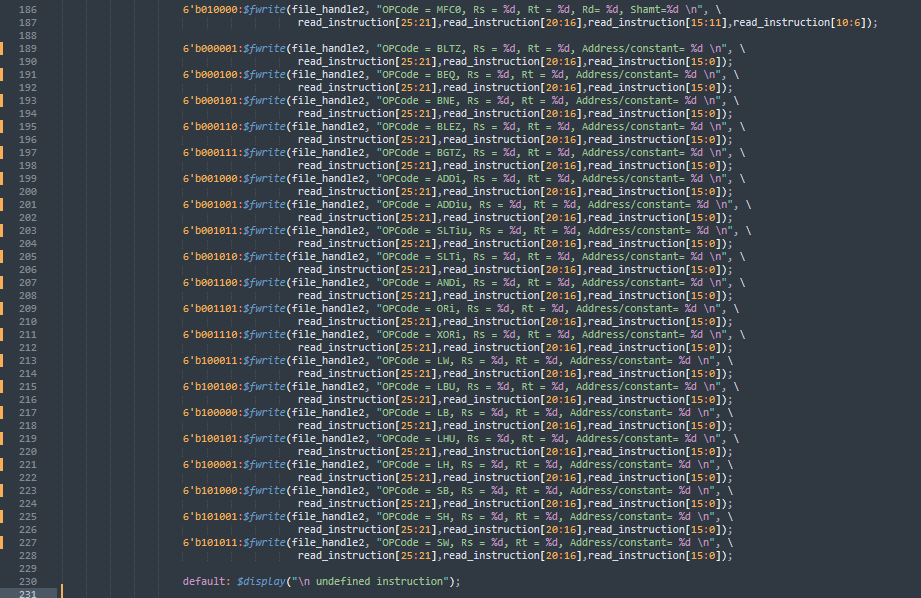 186 6'b010000:$fwrite(file_handle2, "OPCode = MFC0, Rs = %d, Rt = %d, Rd= %d, Shamt=%d \n", \
187 read_instruction[25:21],read_instruction[20:16],read_instruction[15:11],read_instruction[10:6]);
188
189 6'b000001:$fwrite(file_handle2, "OPCode = BLTZ, Rs = %d, Rt = %d, Address/constant= %d \n", \
190 read_instruction[25:21],read_instruction[20:16],read_instruction[15:0]);
191 6'b000100:$fwrite(file_handle2, "OPCode = BEQ, Rs = %d, Rt = %d, Address/constant= %d \n", \
192 read_instruction[25:21],read_instruction[20:16],read_instruction[15:0]);
193 6'b000101:$fwrite(file_handle2, "OPCode = BNE, Rs = %d, Rt = %d, Address/constant= %d \n", \
194 read_instruction[25:21],read_instruction[20:16],read_instruction[15:0]);
195 6'b000110:$fwrite(file_handle2, "OPCode = BLEZ, Rs = %d, Rt = %d, Address/constant= %d \n", \
196 read_instruction[25:21],read_instruction[20:16],read_instruction[15:0]);
197 6'b000111:$fwrite(file_handle2, "OPCode = BGTZ, Rs = %d, Rt = %d, Address/constant= %d \n", \
198 read_instruction[25:21],read_instruction[20:16],read_instruction[15:0]);
199 6'b001000:$fwrite(file_handle2, "OPCode = ADDi, Rs = %d, Rt = %d, Address/constant= %d \n", \
200 read_instruction[25:21],read_instruction[20:16],read_instruction[15:0]);
201 6'b001001:$fwrite(file_handle2, "OPCode = ADDiu, Rs = %d, Rt = %d, Address/constant= %d \n", \
202 read_instruction[25:21],read_instruction[20:16],read_instruction[15:0]);
203 6'b001011:$fwrite(file_handle2, "OPCode = SLTiu, Rs = %d, Rt = %d, Address/constant= %d \n", \
204 read_instruction[25:21],read_instruction[20:16],read_instruction[15:0]);
205 6'b001010:$fwrite(file_handle2, "OPCode = SLTi, Rs = %d, Rt = %d, Address/constant= %d \n", \
206 read_instruction[25:21],read_instruction[20:16],read_instruction[15:0]);
207 6'b001100:$fwrite(file_handle2, "OPCode = ANDi, Rs = %d, Rt = %d, Address/constant= %d \n", \
208 read_instruction[25:21],read_instruction[20:16],read_instruction[15:0]);
209 6'b001101:$fwrite(file_handle2, "OPCode = ORi, Rs = %d, Rt = %d, Address/constant= %d \n", \
210 read_instruction[25:21],read_instruction[20:16],read_instruction[15:0]);
211 6'b001110:$fwrite(file_handle2, "OPCode = XORi, Rs = %d, Rt = %d, Address/constant= %d \n", \
212 read_instruction[25:21],read_instruction[20:16],read_instruction[15:0]);
213 6'b100011:$fwrite(file_handle2, "OPCode = LW, Rs = %d, Rt = %d, Address/constant= %d \n", \
214 read_instruction[25:21],read_instruction[20:16],read_instruction[15:0]);
215 6'b100100:$fwrite(file_handle2, "OPCode = LBU, Rs = %d, Rt = %d, Address/constant= %d \n", \
216 read_instruction[25:21],read_instruction[20:16],read_instruction[15:0]);
217 6'b100000:$fwrite(file_handle2, "OPCode = LB, Rs = %d, Rt = %d, Address/constant= %d \n", \
218 read_instruction[25:21],read_instruction[20:16],read_instruction[15:0]);
219 6'b100101:$fwrite(file_handle2, "OPCode = LHU, Rs = %d, Rt = %d, Address/constant= %d \n", \
220 read_instruction[25:21],read_instruction[20:16],read_instruction[15:0]);
221 6'b100001:$fwrite(file_handle2, "OPCode = LH, Rs = %d, Rt = %d, Address/constant= %d \n", \
222 read_instruction[25:21],read_instruction[20:16],read_instruction[15:0]);
223 6'b101000:$fwrite(file_handle2, "OPCode = SB, Rs = %d, Rt = %d, Address/constant= %d \n", \
224 read_instruction[25:21],read_instruction[20:16],read_instruction[15:0]);
225 6'b101001:$fwrite(file_handle2, "OPCode = SH, Rs = %d, Rt = %d, Address/constant= %d \n", \
226 read_instruction[25:21],read_instruction[20:16],read_instruction[15:0]);
227 6'b101011:$fwrite(file_handle2, "OPCode = SW, Rs = %d, Rt = %d, Address/constant= %d \n", \
228 read_instruction[25:21],read_instruction[20:16],read_instruction[15:0]);
229
230 default: $display("\n undefined instruction");
231